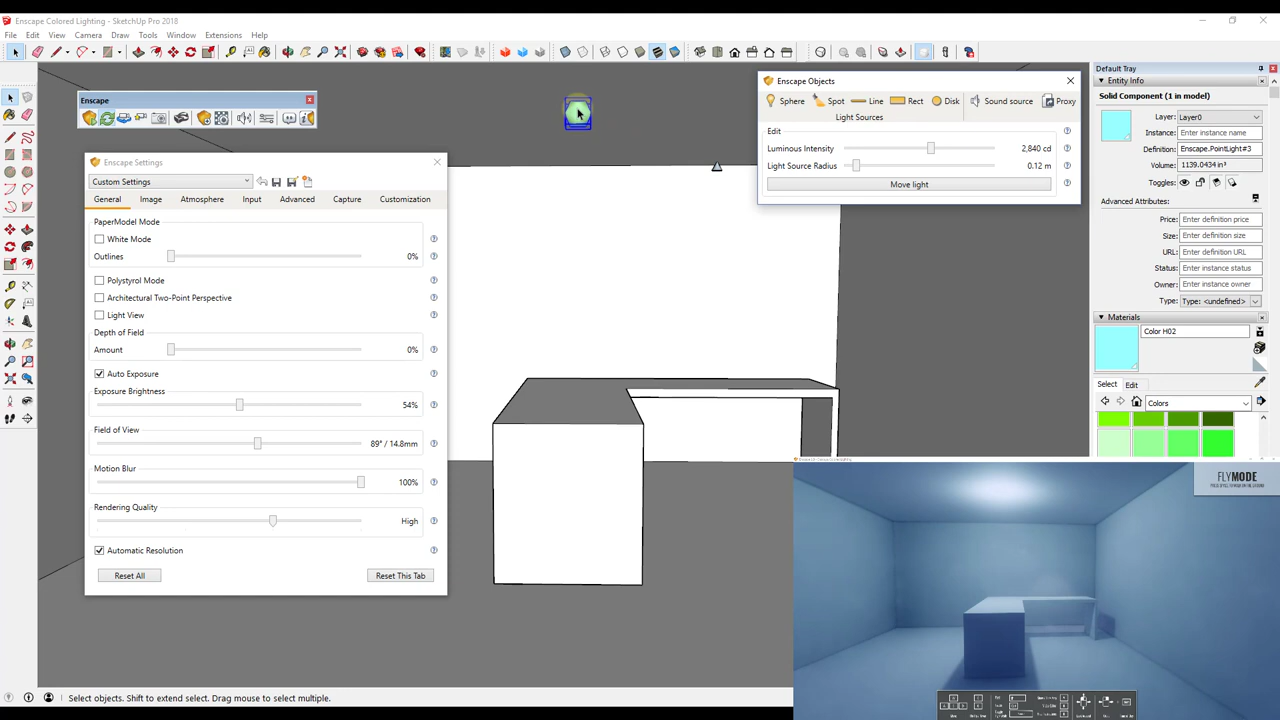 Enscape Colored Lighting - SketchUp Pro 2018
File Edit View Camera Draw Tools Window Extensions Help
Enscape
Enscape Settings
Custom Settings
General Image Atmosphere Input Advanced Capture Customization
PaperModel Mode
White Mode
Outlines 0%
Polystyrol Mode
Architectural Two-Point Perspective
Light View
Depth of Field
Amount 0%
Auto Exposure
Exposure Brightness
54%
Field of View
89° / 14.8mm
Motion Blur
100%
Rendering Quality
High
Automatic Resolution
Reset All Reset This Tab
Enscape Objects
Sphere Spot Line Rect Disk Sound source Proxy
Light Sources
Edit
Luminous Intensity 2,840 cd
Light Source Radius 0.12 m
Move light
Default Tray
Entity Info
Solid Component (1 in model)
Layer: Layer0
Instance: Enter instance name
Definition: Enscape.PointLight#3
Volume: 1139.0434 in³
Toggles:
Advanced Attributes:
Price: Enter definition price
Size: Enter definition size
URL: Enter definition URL
Status: Enter instance status
Owner: Enter instance owner
Type: Type: <undefined>
Materials
Color H02
Select Edit
Colors
FLYMODE
Select objects. Shift to extend select. Drag mouse to select multiple.